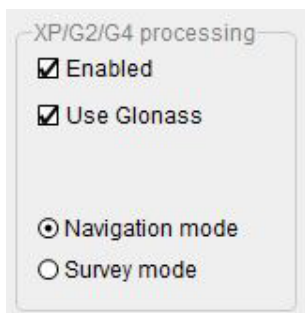 XP/G2/G4 processing
Enabled
Use Glonass
Navigation mode
Survey mode